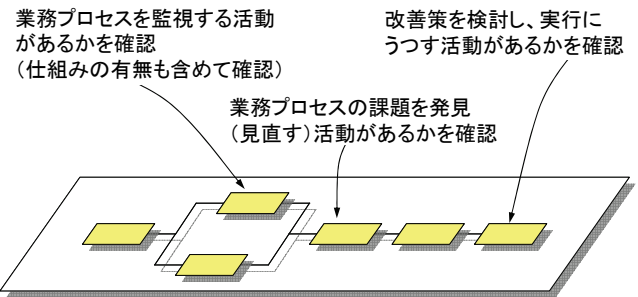 業務プロセスを監視する活動
があるかを確認
（仕組みの有無も含めて確認）
改善策を検討し、実行に
うつす活動があるかを確認
業務プロセスの課題を発見
（見直す）活動があるかを確認